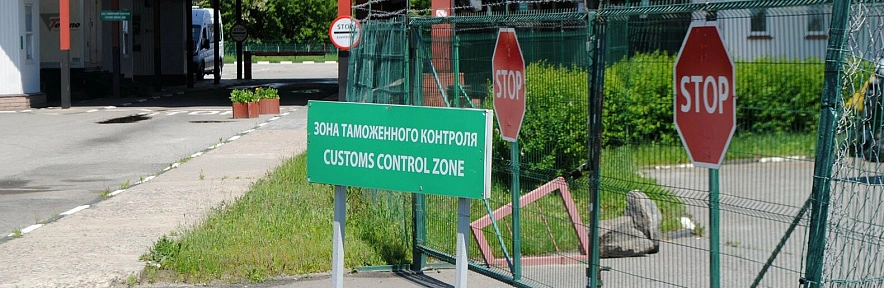 STOP
ЗОНА ТАМОЖЕННОГО КОНТРОЛЯ
CUSTOMS CONTROL ZONE
STOP
STOP